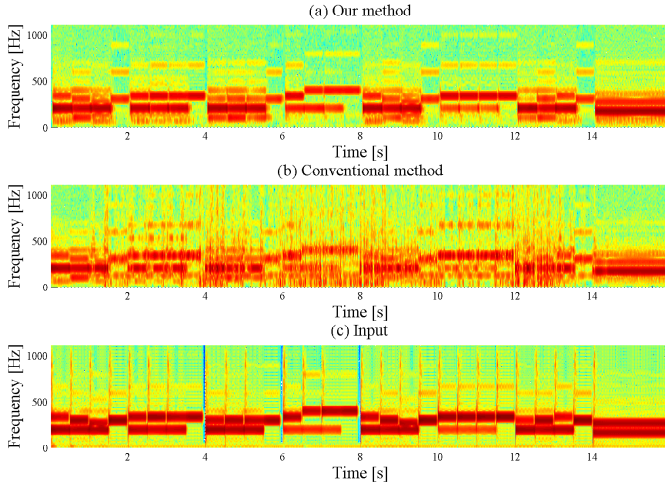 (a) Our method
Frequency [Hz]
1000
500
0
2 4 6 8 10 12 14
Time [s]
(b) Conventional method
Frequency [Hz]
1000
500
0
2 4 6 8 10 12 14
Time [s]
(c) Input
Frequency [Hz]
1000
500
0
2 4 6 8 10 12 14
Time [s]